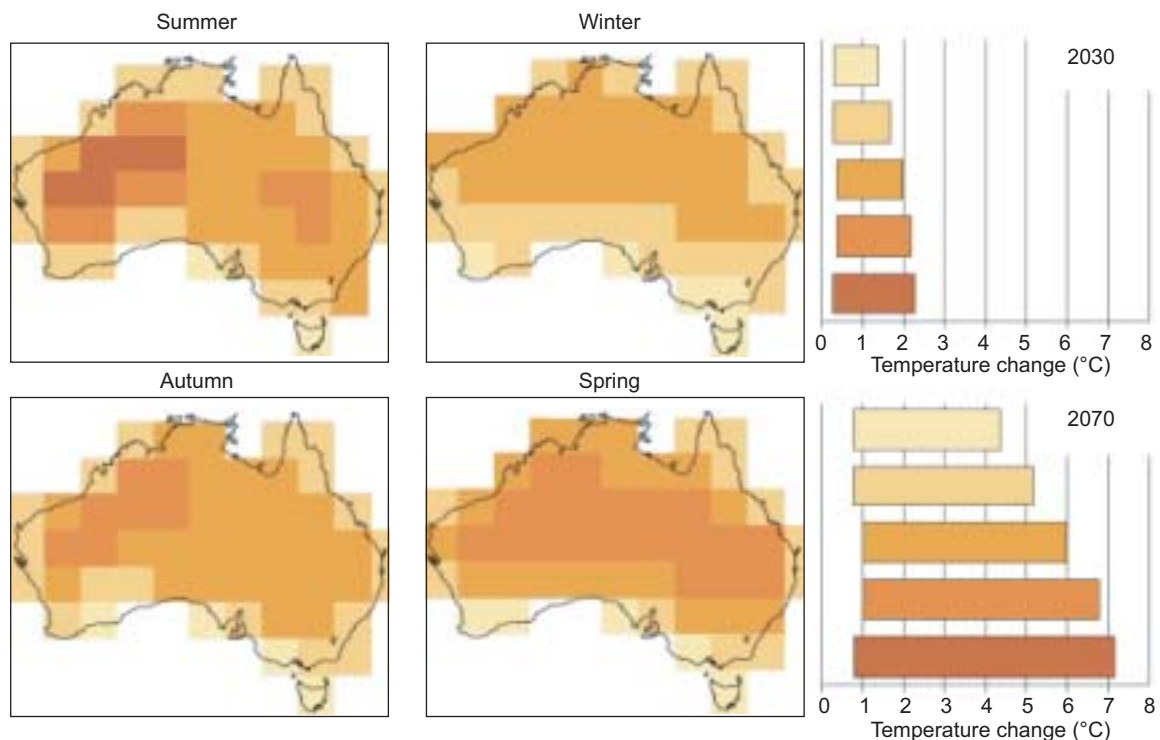 Summer
Winter
2030
0 1 2 3 4 5 6 7 8
Temperature change (°C)
Autumn
Spring
2070
0 1 2 3 4 5 6 7 8
Temperature change (°C)